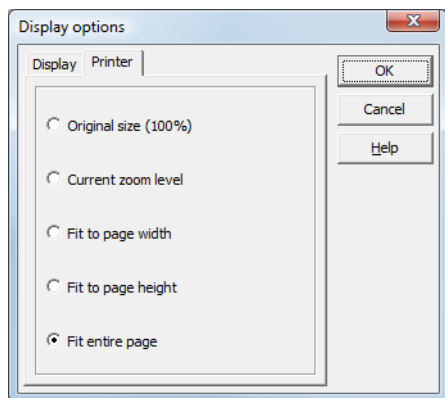 Display options
Display Printer
Original size (100%)
Current zoom level
Fit to page width
Fit to page height
Fit entire page
OK
Cancel
Help